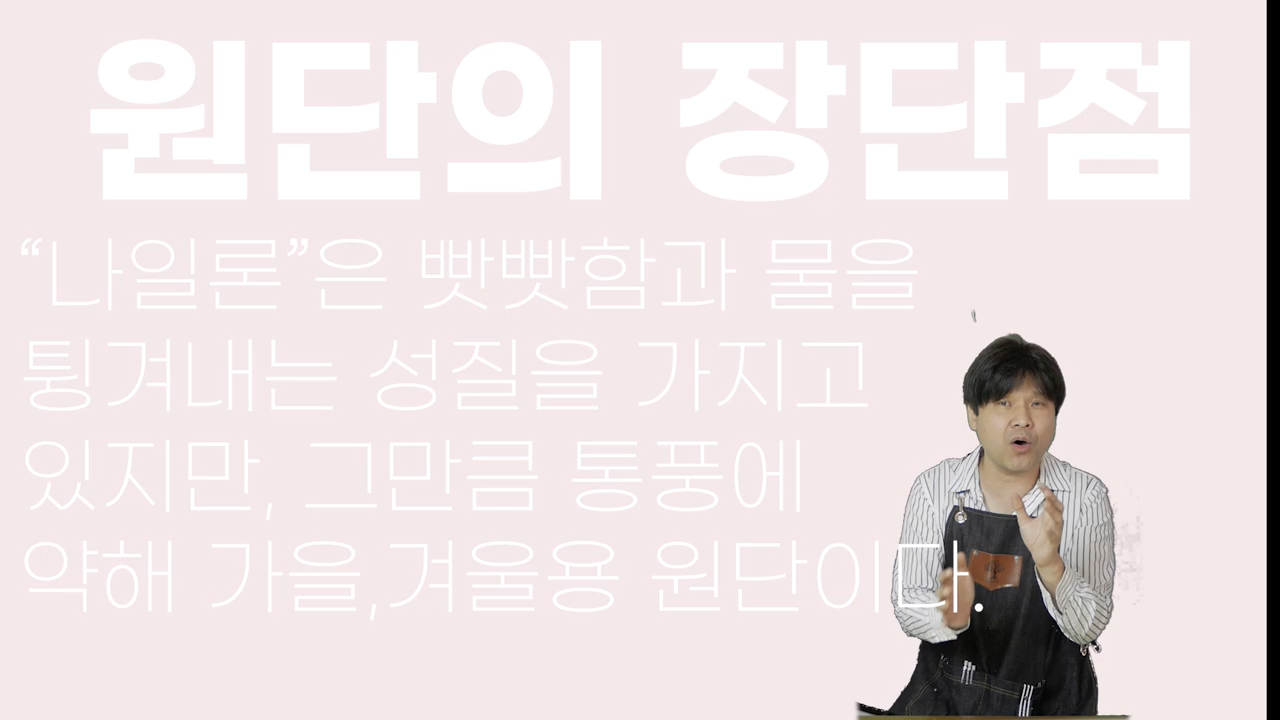 원단의 장단점
“나일론”은 빳빳함과 물을
튕겨내는 성질을 가지고
있지만, 그만큼 통풍에
약해 가을,겨울용 원단이다.